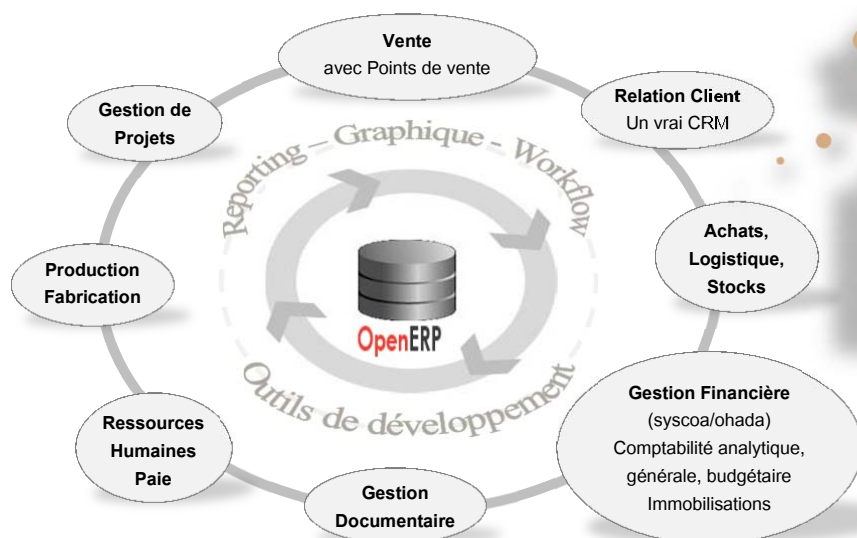 Vente
avec Points de vente
Relation Client
Un vrai CRM
Achats,
Logistique,
Stocks
Gestion Financière
(syscoa/ohada)
Comptabilité analytique,
générale, budgétaire
Immobilisations
Gestion
Documentaire
Ressources
Humaines
Paie
Production
Fabrication
Gestion de
Projets
Reporting – Graphique - Workflow
OpenERP
Outils de développement